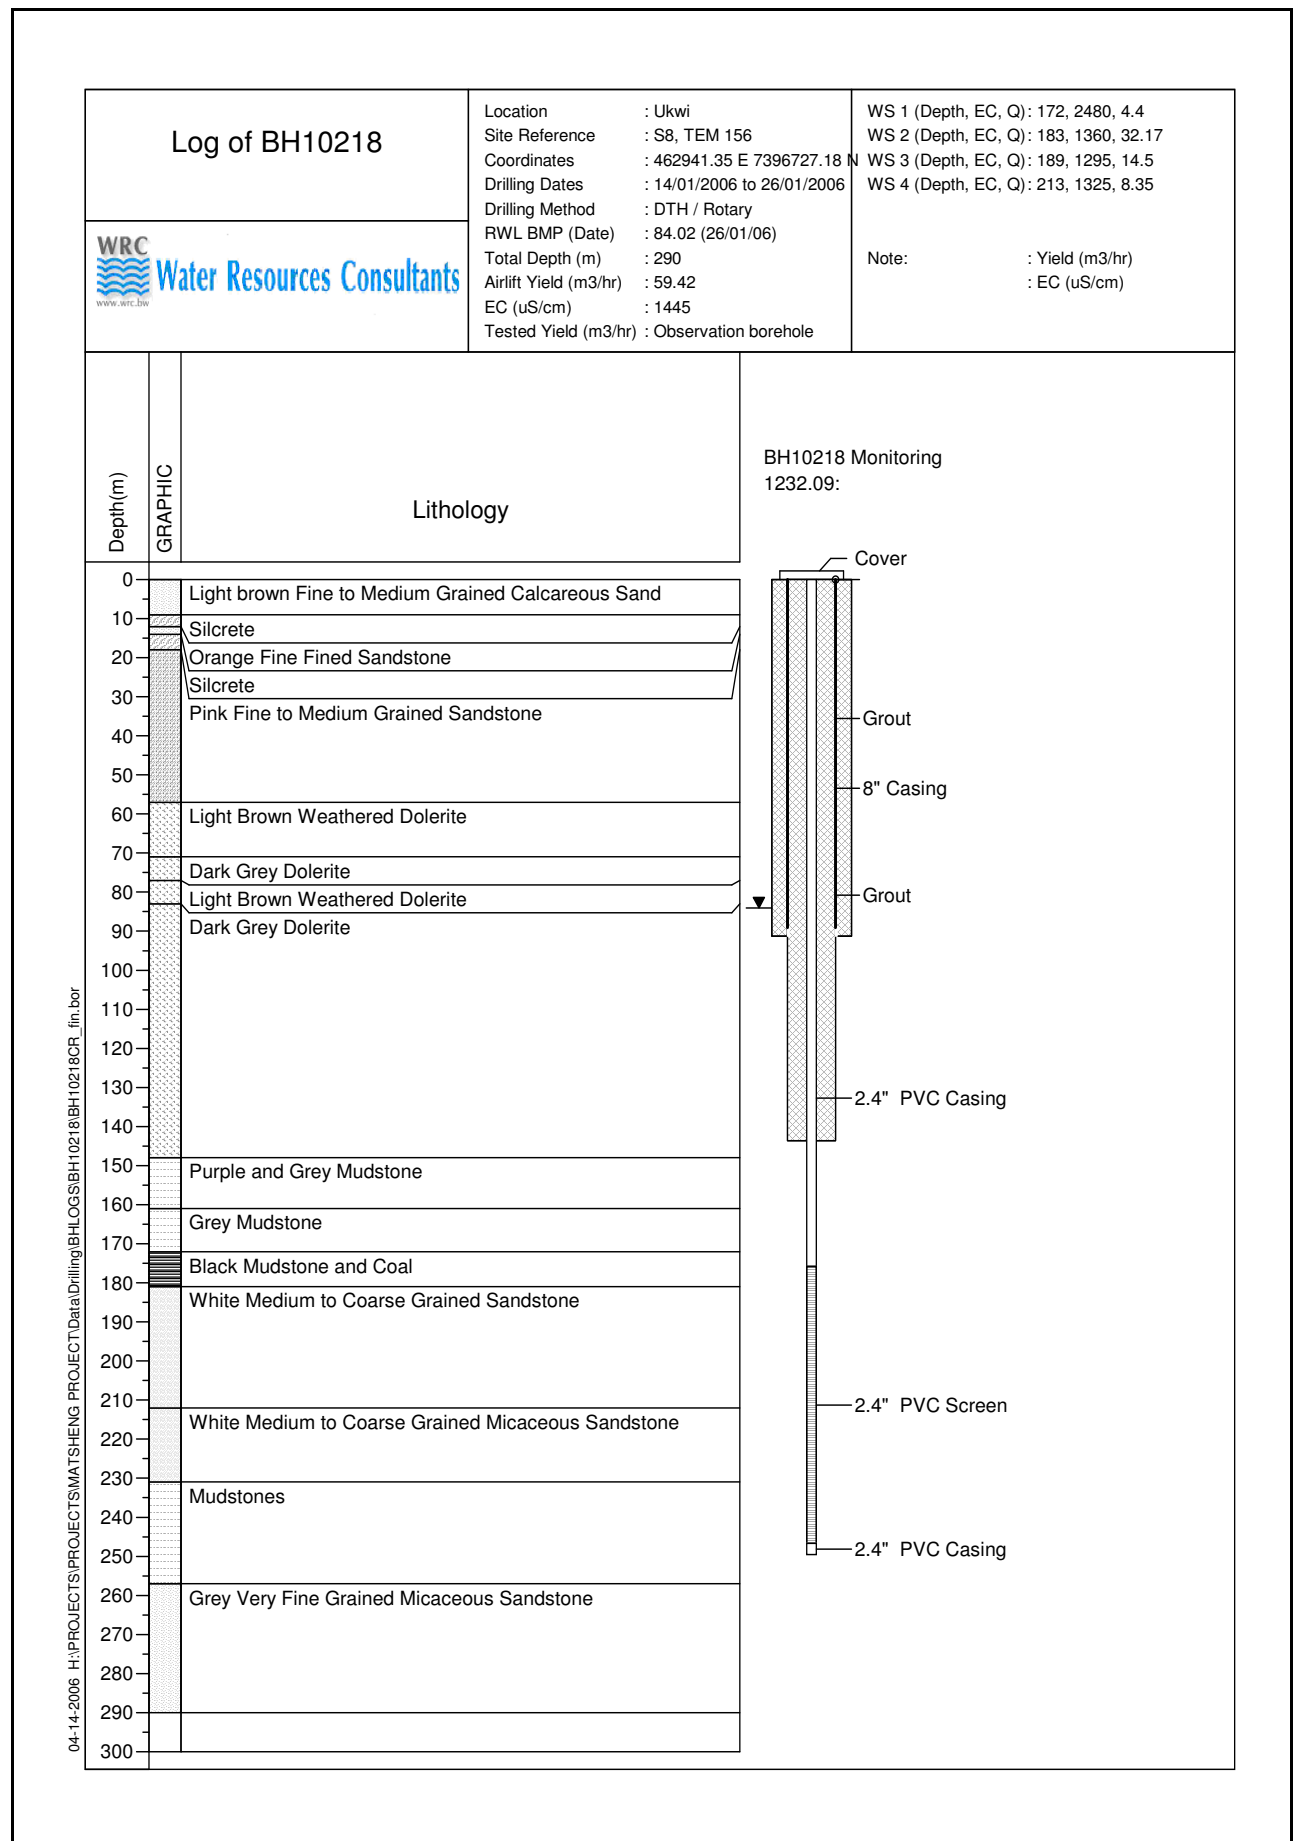 Log of BH10218
WRC
Water Resources Consultants
www.wrc.bw
Location : Ukwi
Site Reference : S8, TEM 156
Coordinates : 462941.35 E 7396727.18 N
Drilling Dates : 14/01/2006 to 26/01/2006
Drilling Method : DTH / Rotary
RWL BMP (Date) : 84.02 (26/01/06)
Total Depth (m) : 290
Airlift Yield (m3/hr) : 59.42
EC (uS/cm) : 1445
Tested Yield (m3/hr) : Observation borehole
WS 1 (Depth, EC, Q): 172, 2480, 4.4
WS 2 (Depth, EC, Q): 183, 1360, 32.17
WS 3 (Depth, EC, Q): 189, 1295, 14.5
WS 4 (Depth, EC, Q): 213, 1325, 8.35
Note: : Yield (m3/hr)
: EC (uS/cm)
Depth(m)
GRAPHIC
Lithology
BH10218 Monitoring
1232.09:
0
10
20
30
40
50
60
70
80
90
100
110
120
130
140
150
160
170
180
190
200
210
220
230
240
250
260
270
280
290
300
Light brown Fine to Medium Grained Calcareous Sand
Silcrete
Orange Fine Fined Sandstone
Silcrete
Pink Fine to Medium Grained Sandstone
Light Brown Weathered Dolerite
Dark Grey Dolerite
Light Brown Weathered Dolerite
Dark Grey Dolerite
Purple and Grey Mudstone
Grey Mudstone
Black Mudstone and Coal
White Medium to Coarse Grained Sandstone
White Medium to Coarse Grained Micaceous Sandstone
Mudstones
Grey Very Fine Grained Micaceous Sandstone
Cover
Grout
8" Casing
Grout
2.4" PVC Casing
2.4" PVC Screen
2.4" PVC Casing
04-14-2006 H:\PROJECTS\PROJECTS\MATSHENG PROJECT\Data\Drilling\BHLOGS\BH10218\BH10218CR_fin.bor